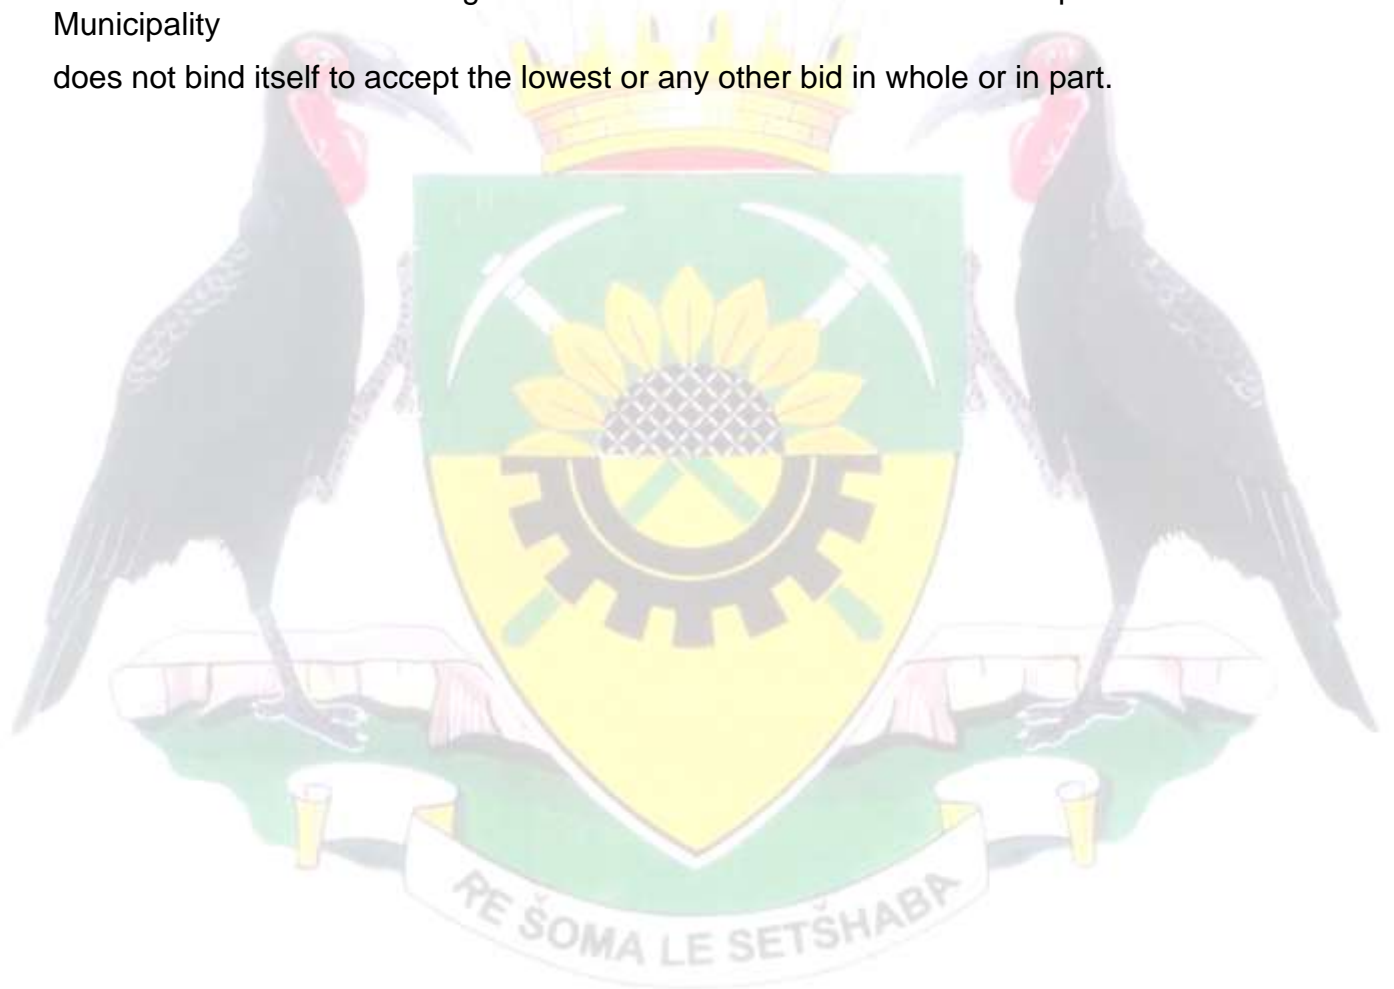 Municipality
does not bind itself to accept the lowest or any other bid in whole or in part.
RE ŠOMA LE SETŠHABA